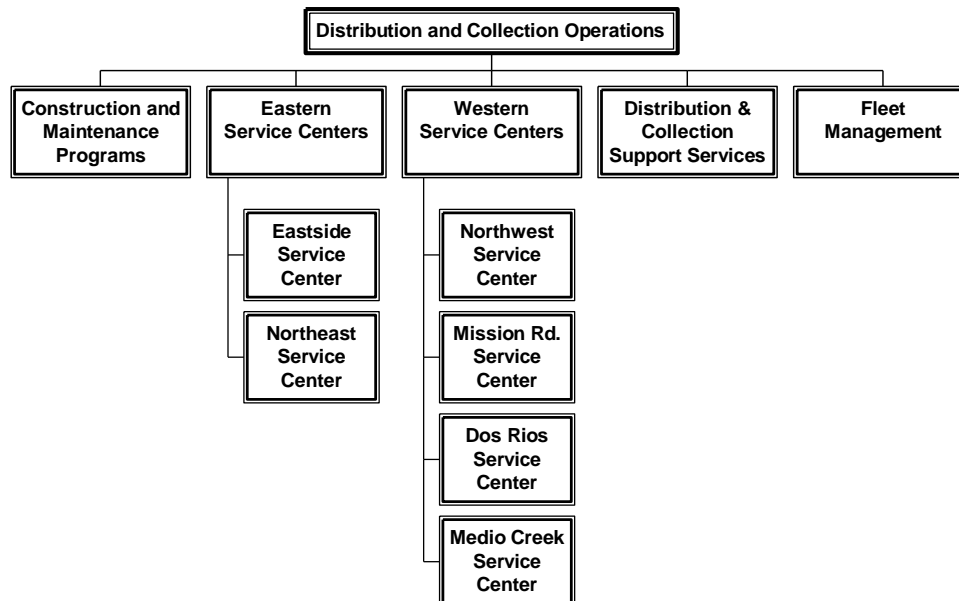 Distribution and Collection Operations
Construction and
Maintenance
Programs
Eastern
Service Centers
Western
Service Centers
Distribution &
Collection
Support Services
Fleet
Management
Eastside
Service
Center
Northeast
Service
Center
Northwest
Service
Center
Mission Rd.
Service
Center
Dos Rios
Service
Center
Medio Creek
Service
Center